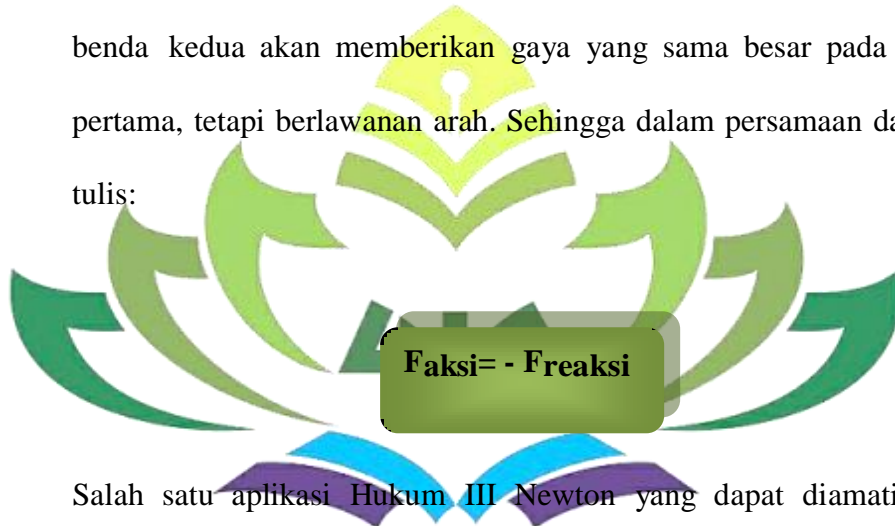 benda kedua akan memberikan gaya yang sama besar pada
pertama, tetapi berlawanan arah. Sehingga dalam persamaan
tulis:
Faksi= - Freaksi
Salah satu aplikasi Hukum III Newton yang dapat diamati